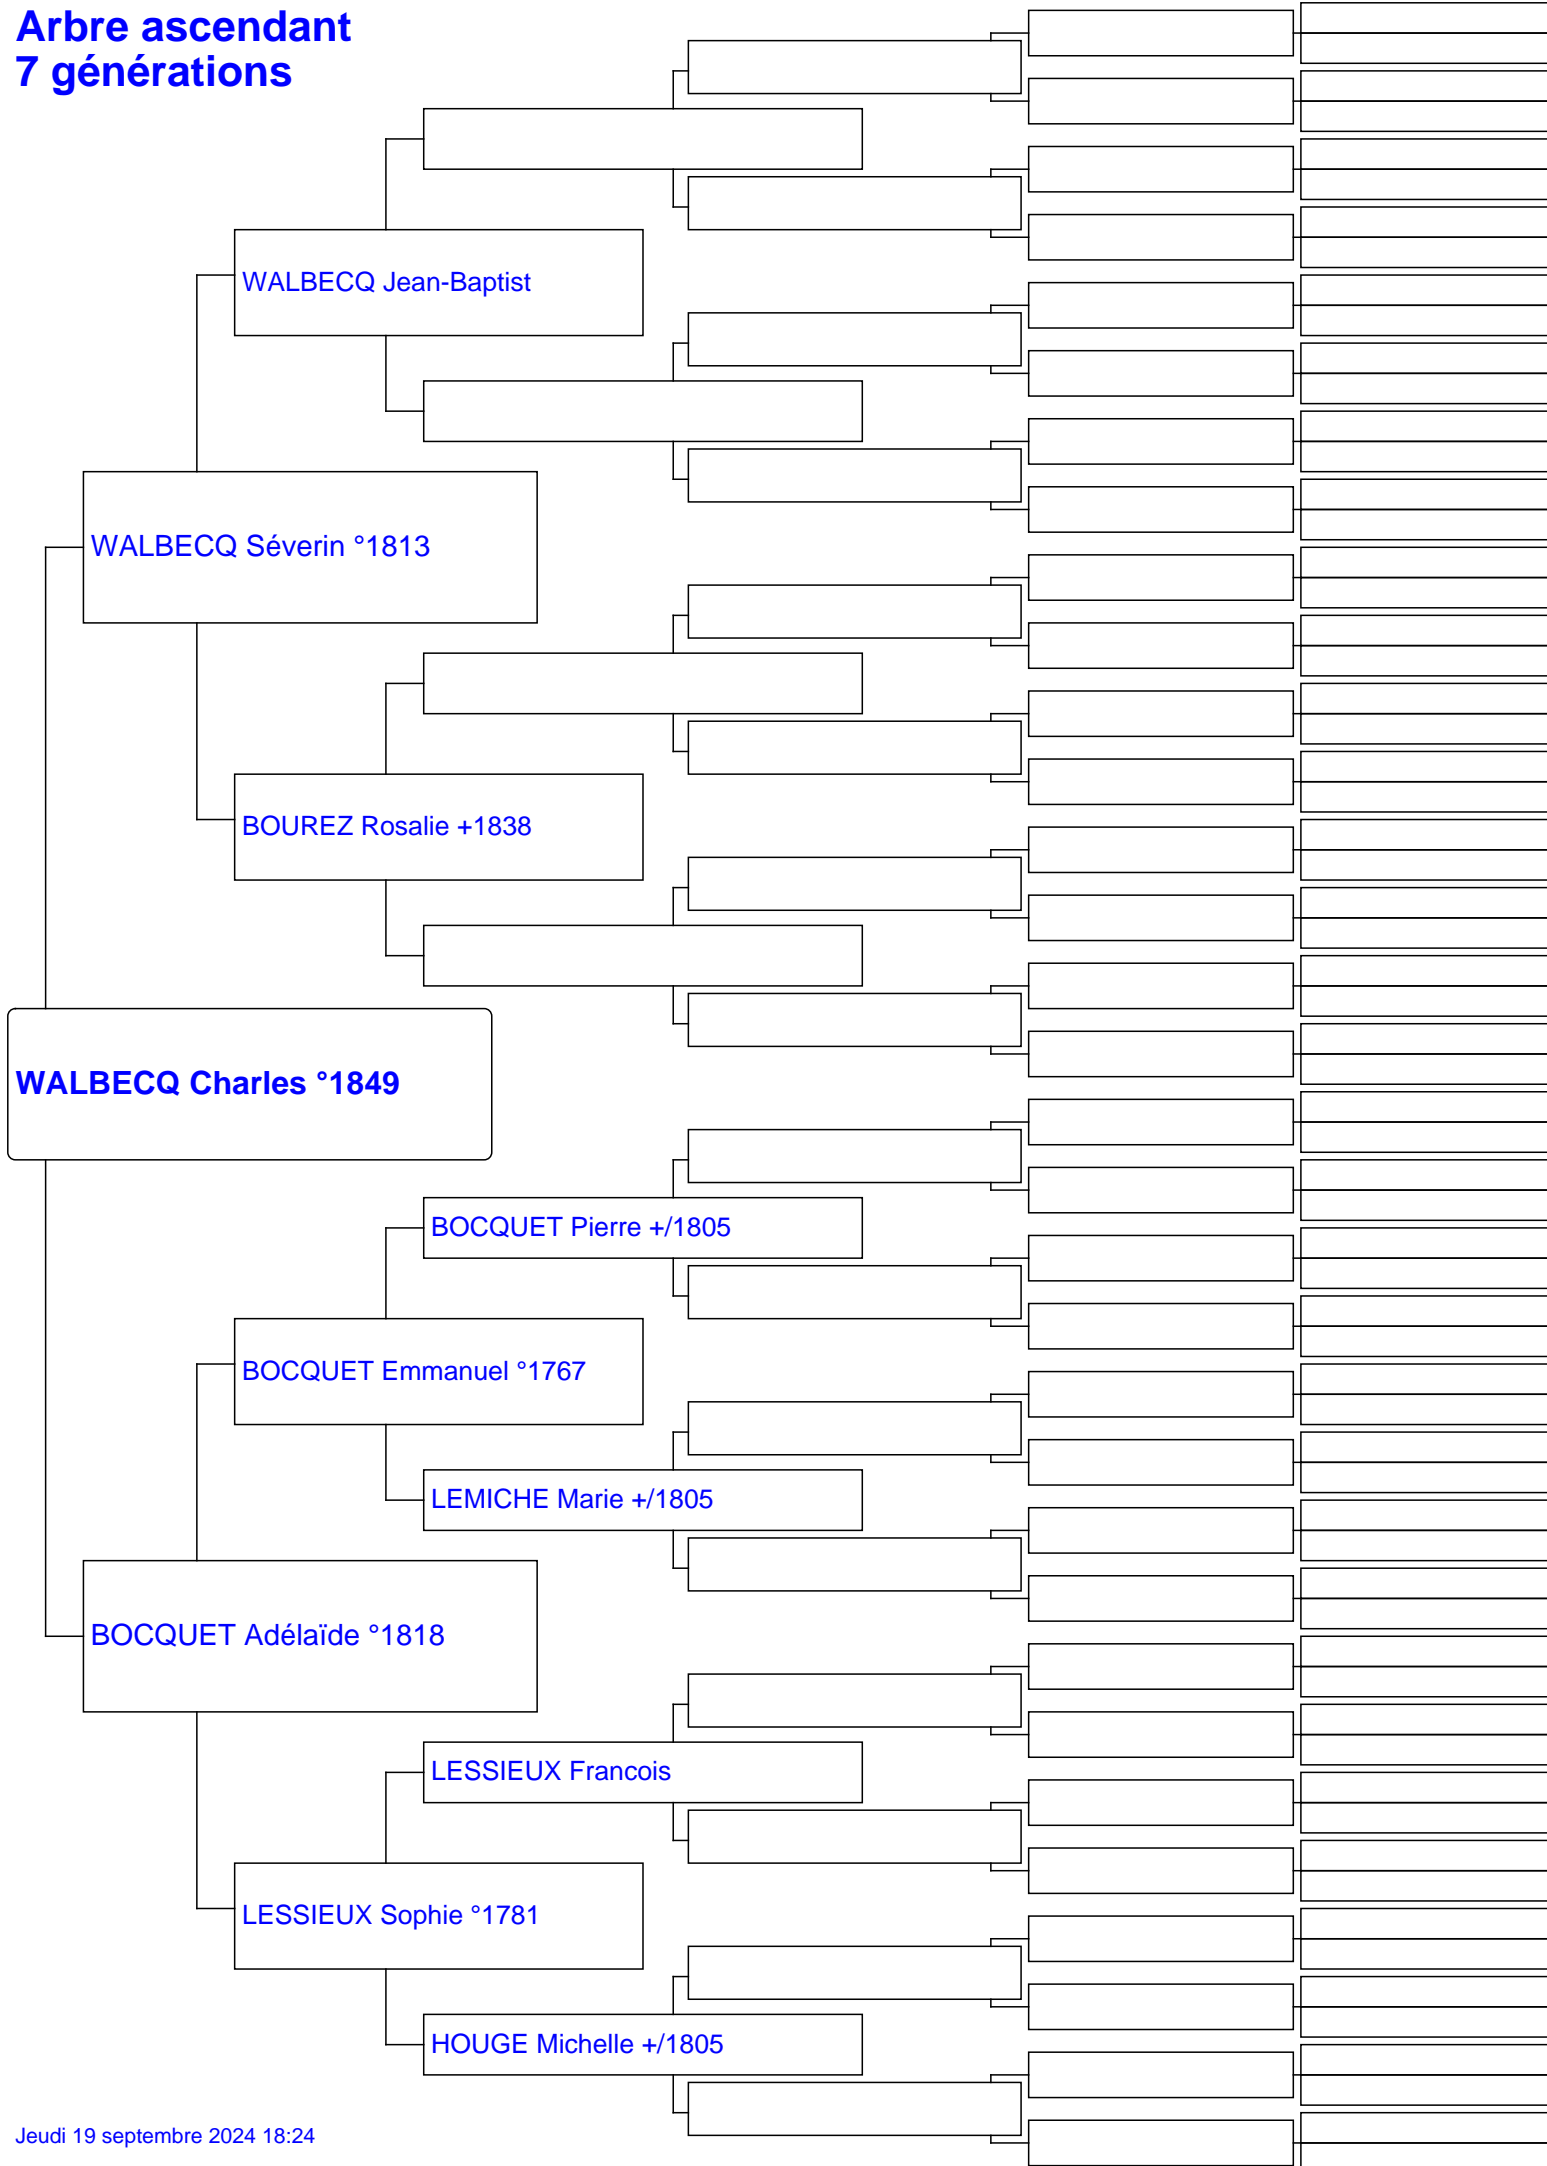 Arbre ascendant
7 générations
WALBECQ Jean-Baptist
WALBECQ Séverin °1813
BOUREZ Rosalie +1838
WALBECQ Charles °1849
BOCQUET Pierre +/1805
BOCQUET Emmanuel °1767
LEMICHE Marie +/1805
BOCQUET Adélaïde °1818
LESSIEUX Francois
LESSIEUX Sophie °1781
HOUGE Michelle +/1805
Jeudi 19 septembre 2024 18:24